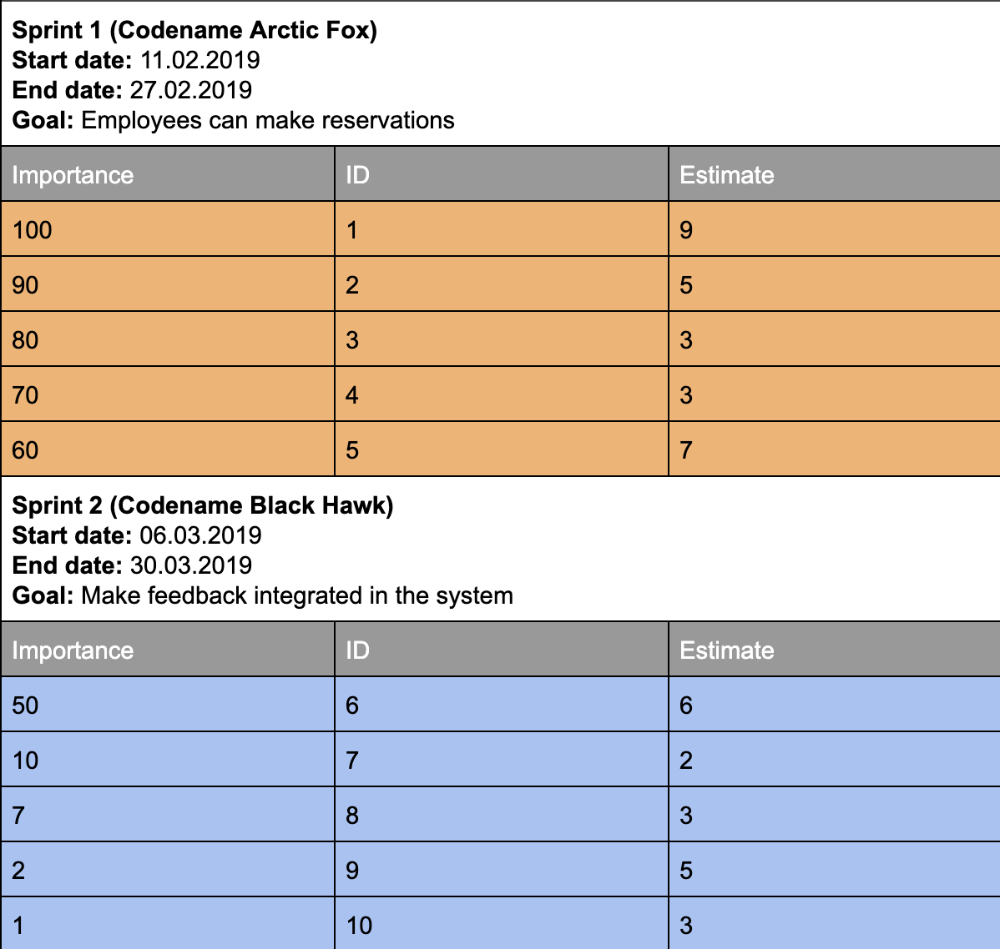 Sprint 1 (Codename Arctic Fox)
Start date: 11.02.2019
End date: 27.02.2019
Goal: Employees can make reservations
Importance ID Estimate
100 1 9
90 2 5
80 3 3
70 4 3
60 5 7
Sprint 2 (Codename Black Hawk)
Start date: 06.03.2019
End date: 30.03.2019
Goal: Make feedback integrated in the system
Importance ID Estimate
50 6 6
10 7 2
7 8 3
2 9 5
1 10 3